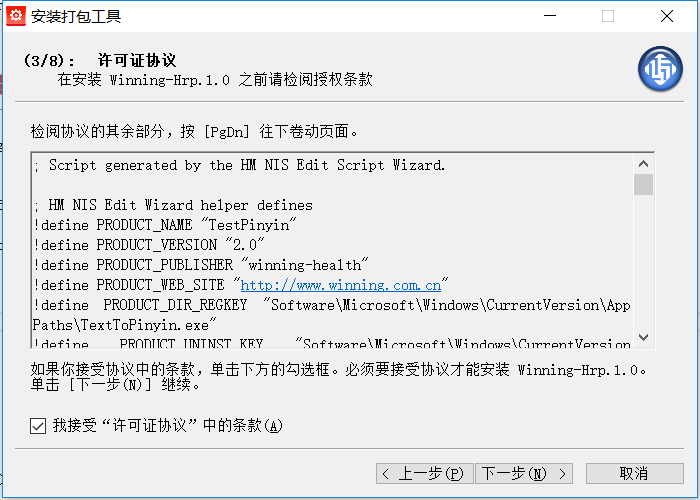 安装打包工具
(3/8): 许可证协议
在安装 Winning-Hrp.1.0 之前请检阅授权条款
检阅协议的其余部分，按 [PgDn] 往下卷动页面。
; Script generated by the HM NIS Edit Script Wizard.
; HM NIS Edit Wizard helper defines
!define PRODUCT_NAME "TestPinyin"
!define PRODUCT_VERSION "2.0"
!define PRODUCT_PUBLISHER "winning-health"
!define PRODUCT_WEB_SITE "http://www.winning.com.cn"
!define PRODUCT_DIR_REGKEY "Software\Microsoft\Windows\CurrentVersion\App
Paths\TextToPinyin.exe"
!define PRODUCT_UNINST_KEY "Software\Microsoft\Windows\CurrentVersion
如果你接受协议中的条款，单击下方的勾选框。必须要接受协议才能安装 Winning-Hrp.1.0。
单击 [下一步(N)] 继续。
我接受“许可证协议”中的条款(A)
< 上一步(P) 下一步(N) > 取消